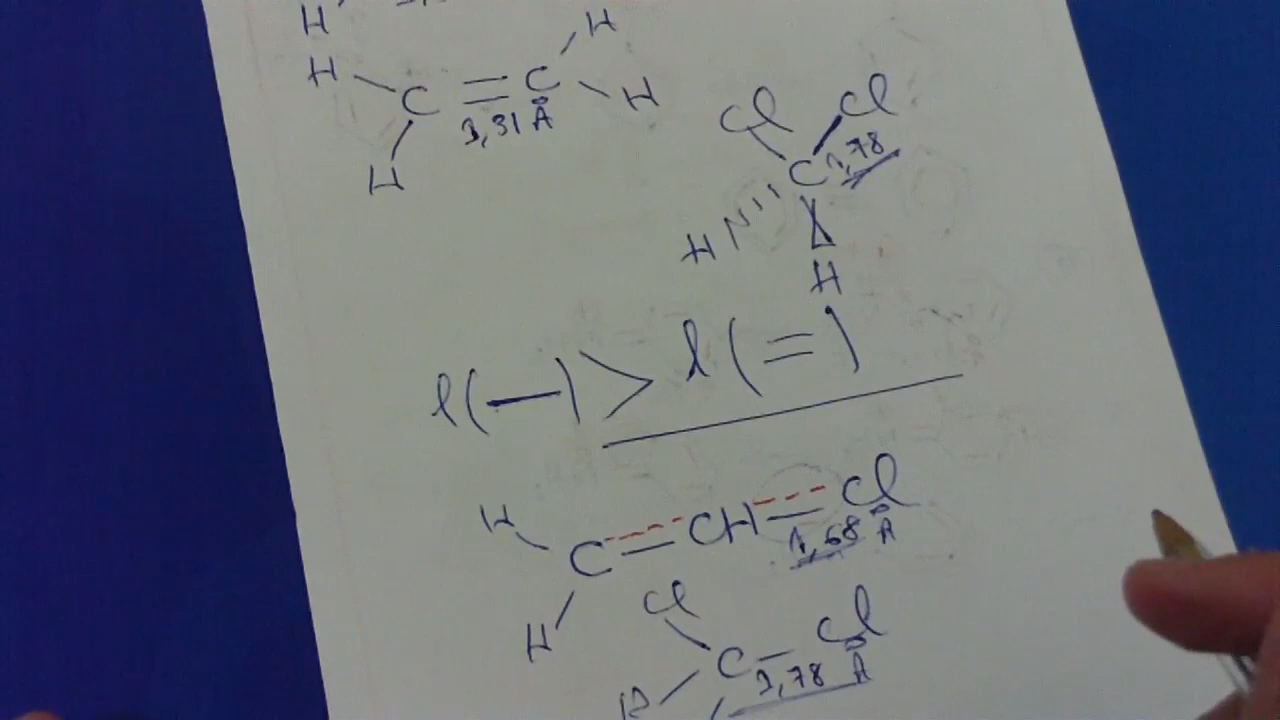 H
H H
C = C H
1,31 Å
H
Cl Cl
C 1,78
H
H
l(—) > l(=)
H
C CH Cl
1,68 Å
H
Cl
C — Cl
1,78 Å